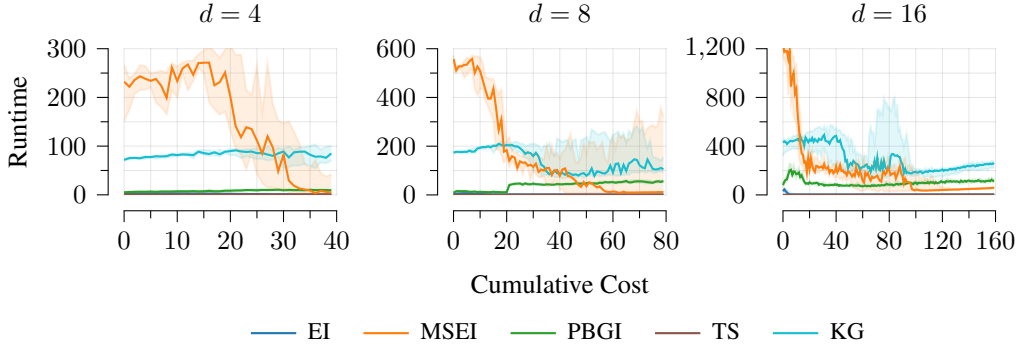 d = 4 d = 8 d = 16
300 600 1,200
200 400 800
100 200 400
0 0 0
Runtime
0 10 20 30 40 0 20 40 60 80 0 40 80 120 160
Cumulative Cost
EI MSEI PBGI TS KG